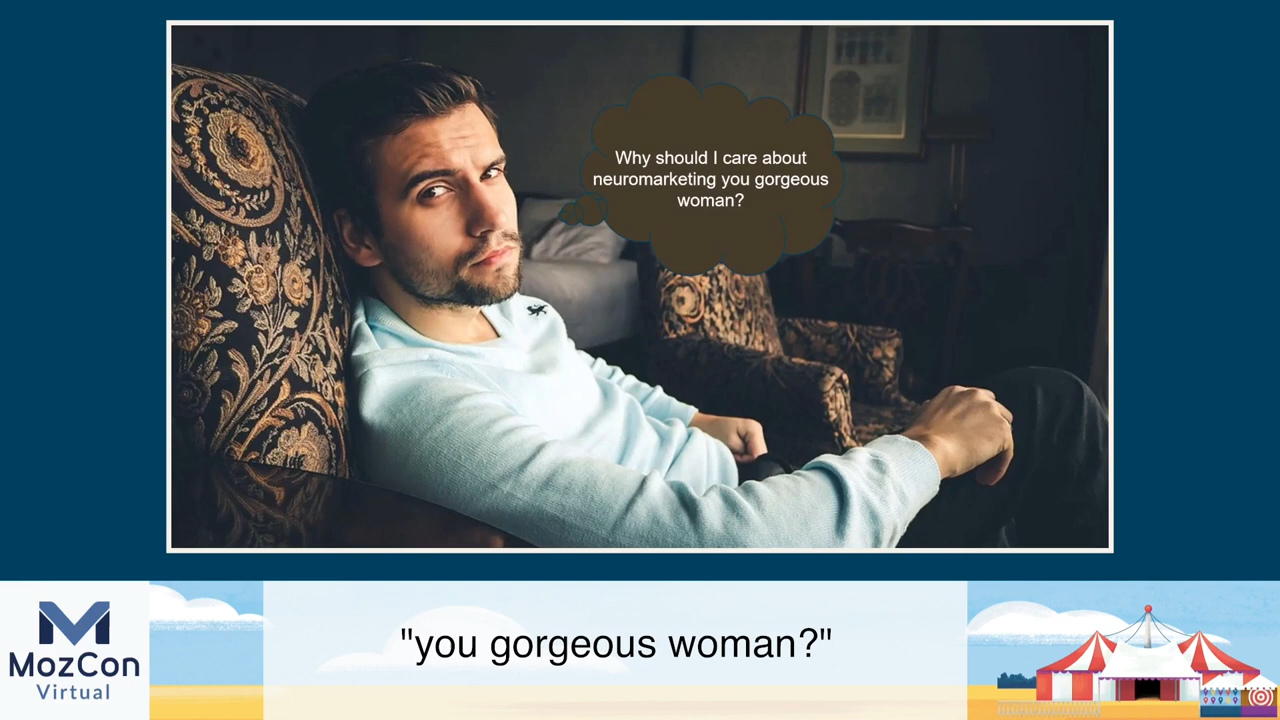 Why should I care about
neuromarketing you gorgeous
woman?
"you gorgeous woman?"
MozCon
Virtual